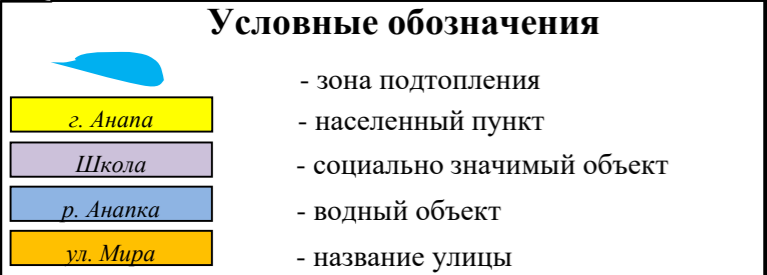 Условные обозначения
- зона подтопления
г. Анапа - населенный пункт
Школа - социально значимый объект
р. Анапка - водный объект
ул. Мира - название улицы